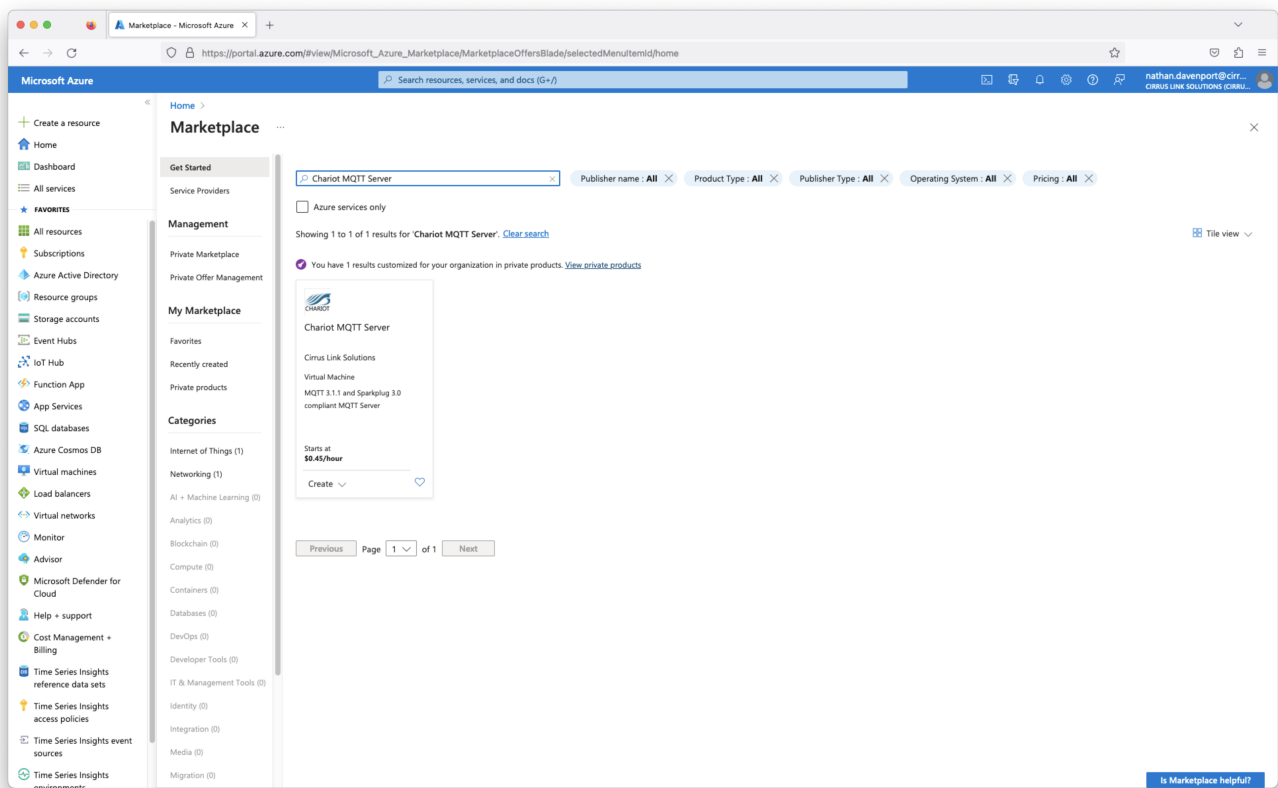 Marketplace - Microsoft Azure
https://portal.azure.com/#view/Microsoft_Azure_Marketplace/MarketplaceOffersBlade/selectedMenuItemId/home
Microsoft Azure
Search resources, services, and docs (G+/)
nathan.davenport@cirr...
CIRRUS LINK SOLUTIONS (CIRRU...
Create a resource
Home
Dashboard
All services
FAVORITES
All resources
Subscriptions
Azure Active Directory
Resource groups
Storage accounts
Event Hubs
IoT Hub
Function App
App Services
SQL databases
Azure Cosmos DB
Virtual machines
Load balancers
Virtual networks
Monitor
Advisor
Microsoft Defender for
Cloud
Help + support
Cost Management +
Billing
Time Series Insights
reference data sets
Time Series Insights
access policies
Time Series Insights event
sources
Time Series Insights
environments
Home >
Marketplace ...
Get Started
Service Providers
Management
Private Marketplace
Private Offer Management
My Marketplace
Favorites
Recently created
Private products
Categories
Internet of Things (1)
Networking (1)
AI + Machine Learning (0)
Analytics (0)
Blockchain (0)
Compute (0)
Containers (0)
Databases (0)
DevOps (0)
Developer Tools (0)
IT & Management Tools (0)
Identity (0)
Integration (0)
Media (0)
Migration (0)
Chariot MQTT Server
Publisher name : All
Product Type : All
Publisher Type : All
Operating System : All
Pricing : All
Azure services only
Showing 1 to 1 of 1 results for 'Chariot MQTT Server'. Clear search
Tile view
You have 1 results customized for your organization in private products. View private products
CHARIOT
Chariot MQTT Server
Cirrus Link Solutions
Virtual Machine
MQTT 3.1.1 and Sparkplug 3.0
compliant MQTT Server
Starts at
$0.45/hour
Create
Previous Page 1 of 1 Next
Is Marketplace helpful?